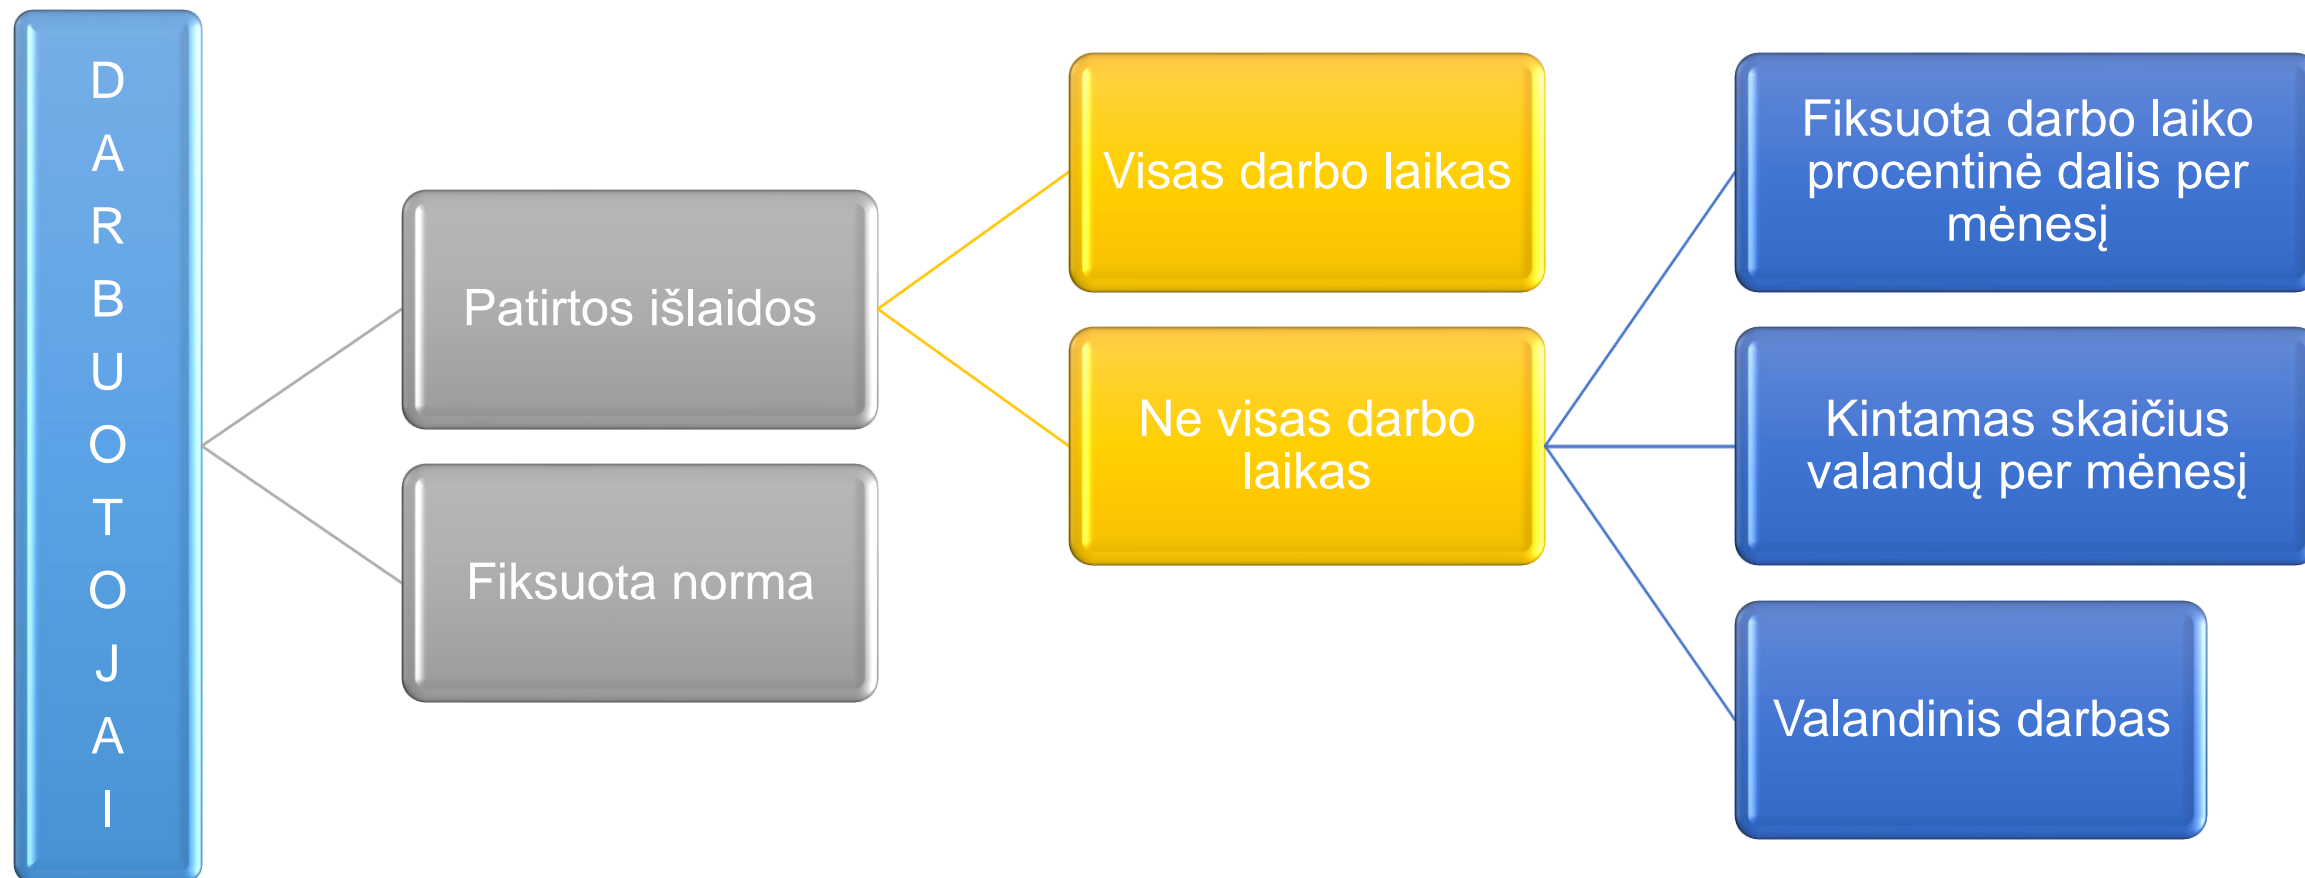 D
A
R
B
U
O
T
O
J
A
I
Patirtos išlaidos
Fiksuota norma
Visas darbo laikas
Ne visas darbo
laikas
Fiksuota darbo laiko
procentinė dalis per
mėnesį
Kintamas skaičius
valandų per mėnesį
Valandinis darbas